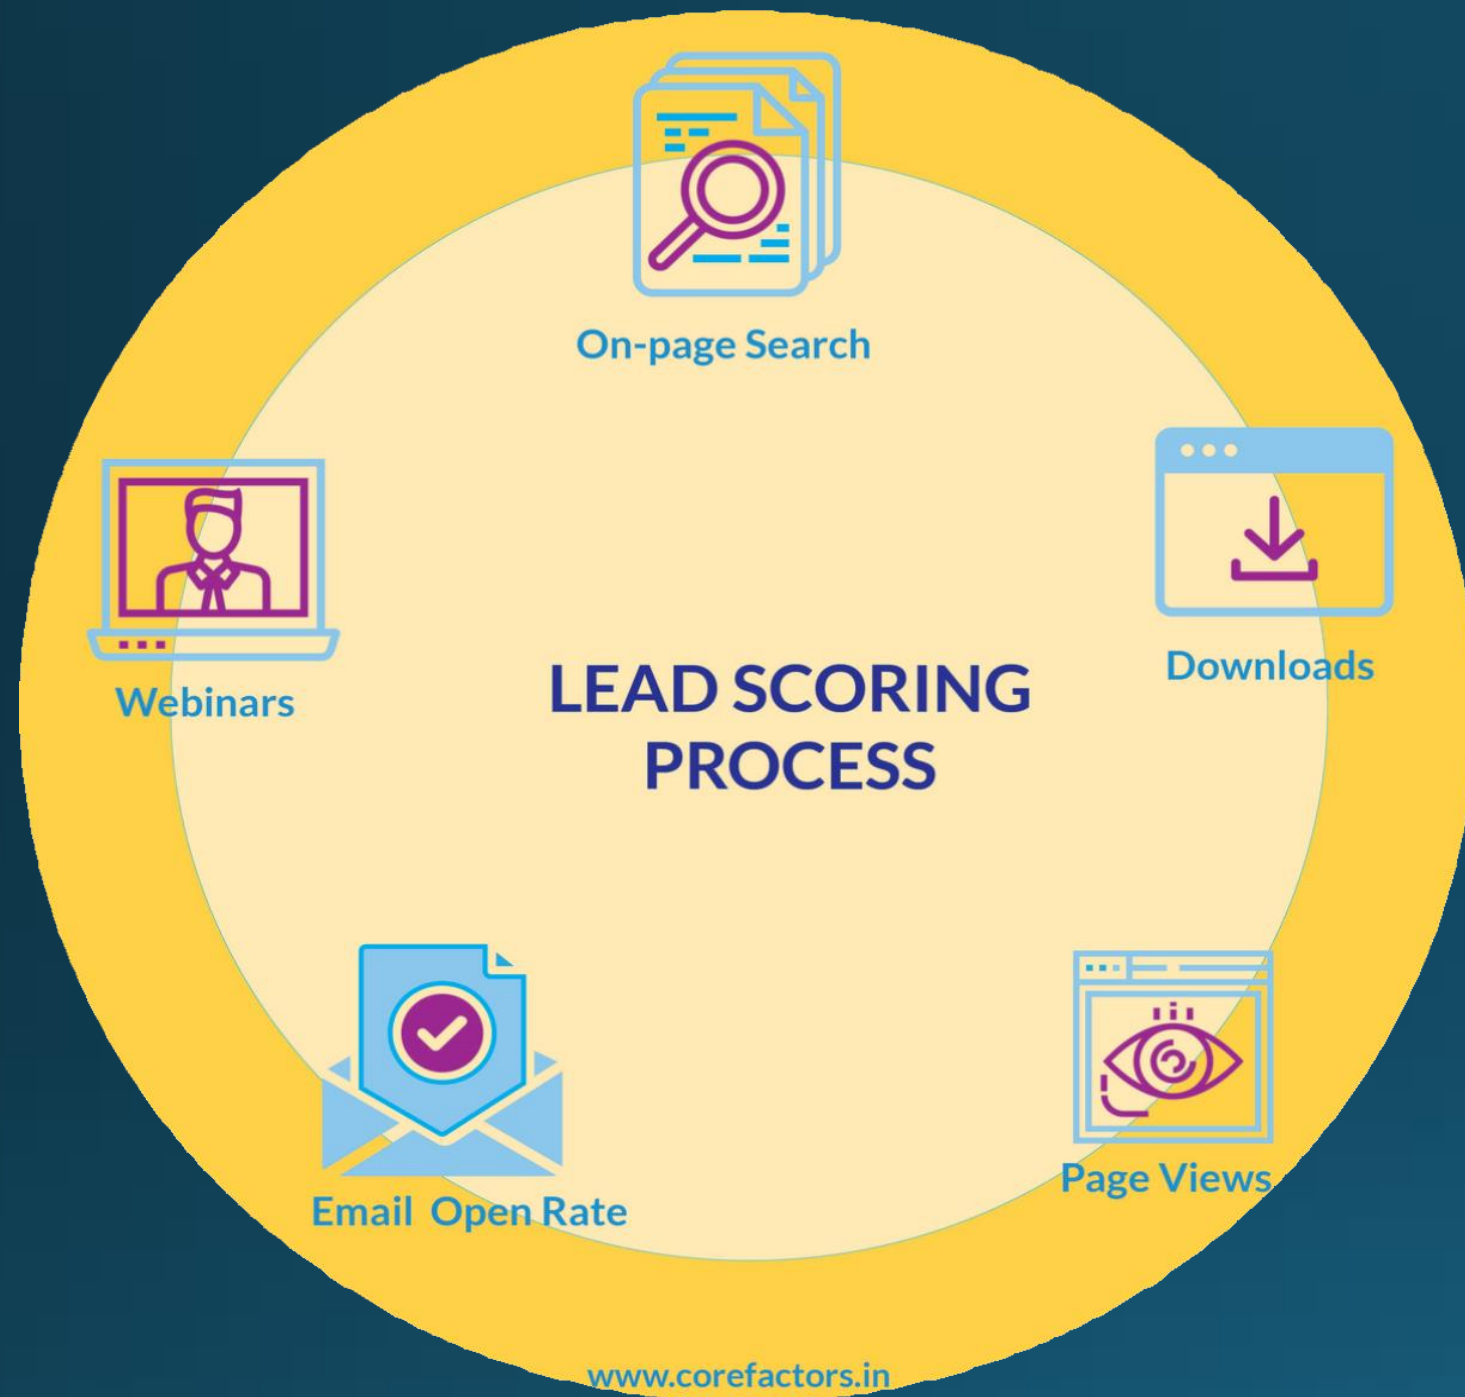 On-page Search
Downloads
Webinars
LEAD SCORING
PROCESS
Page Views
Email Open Rate
www.corefactors.in